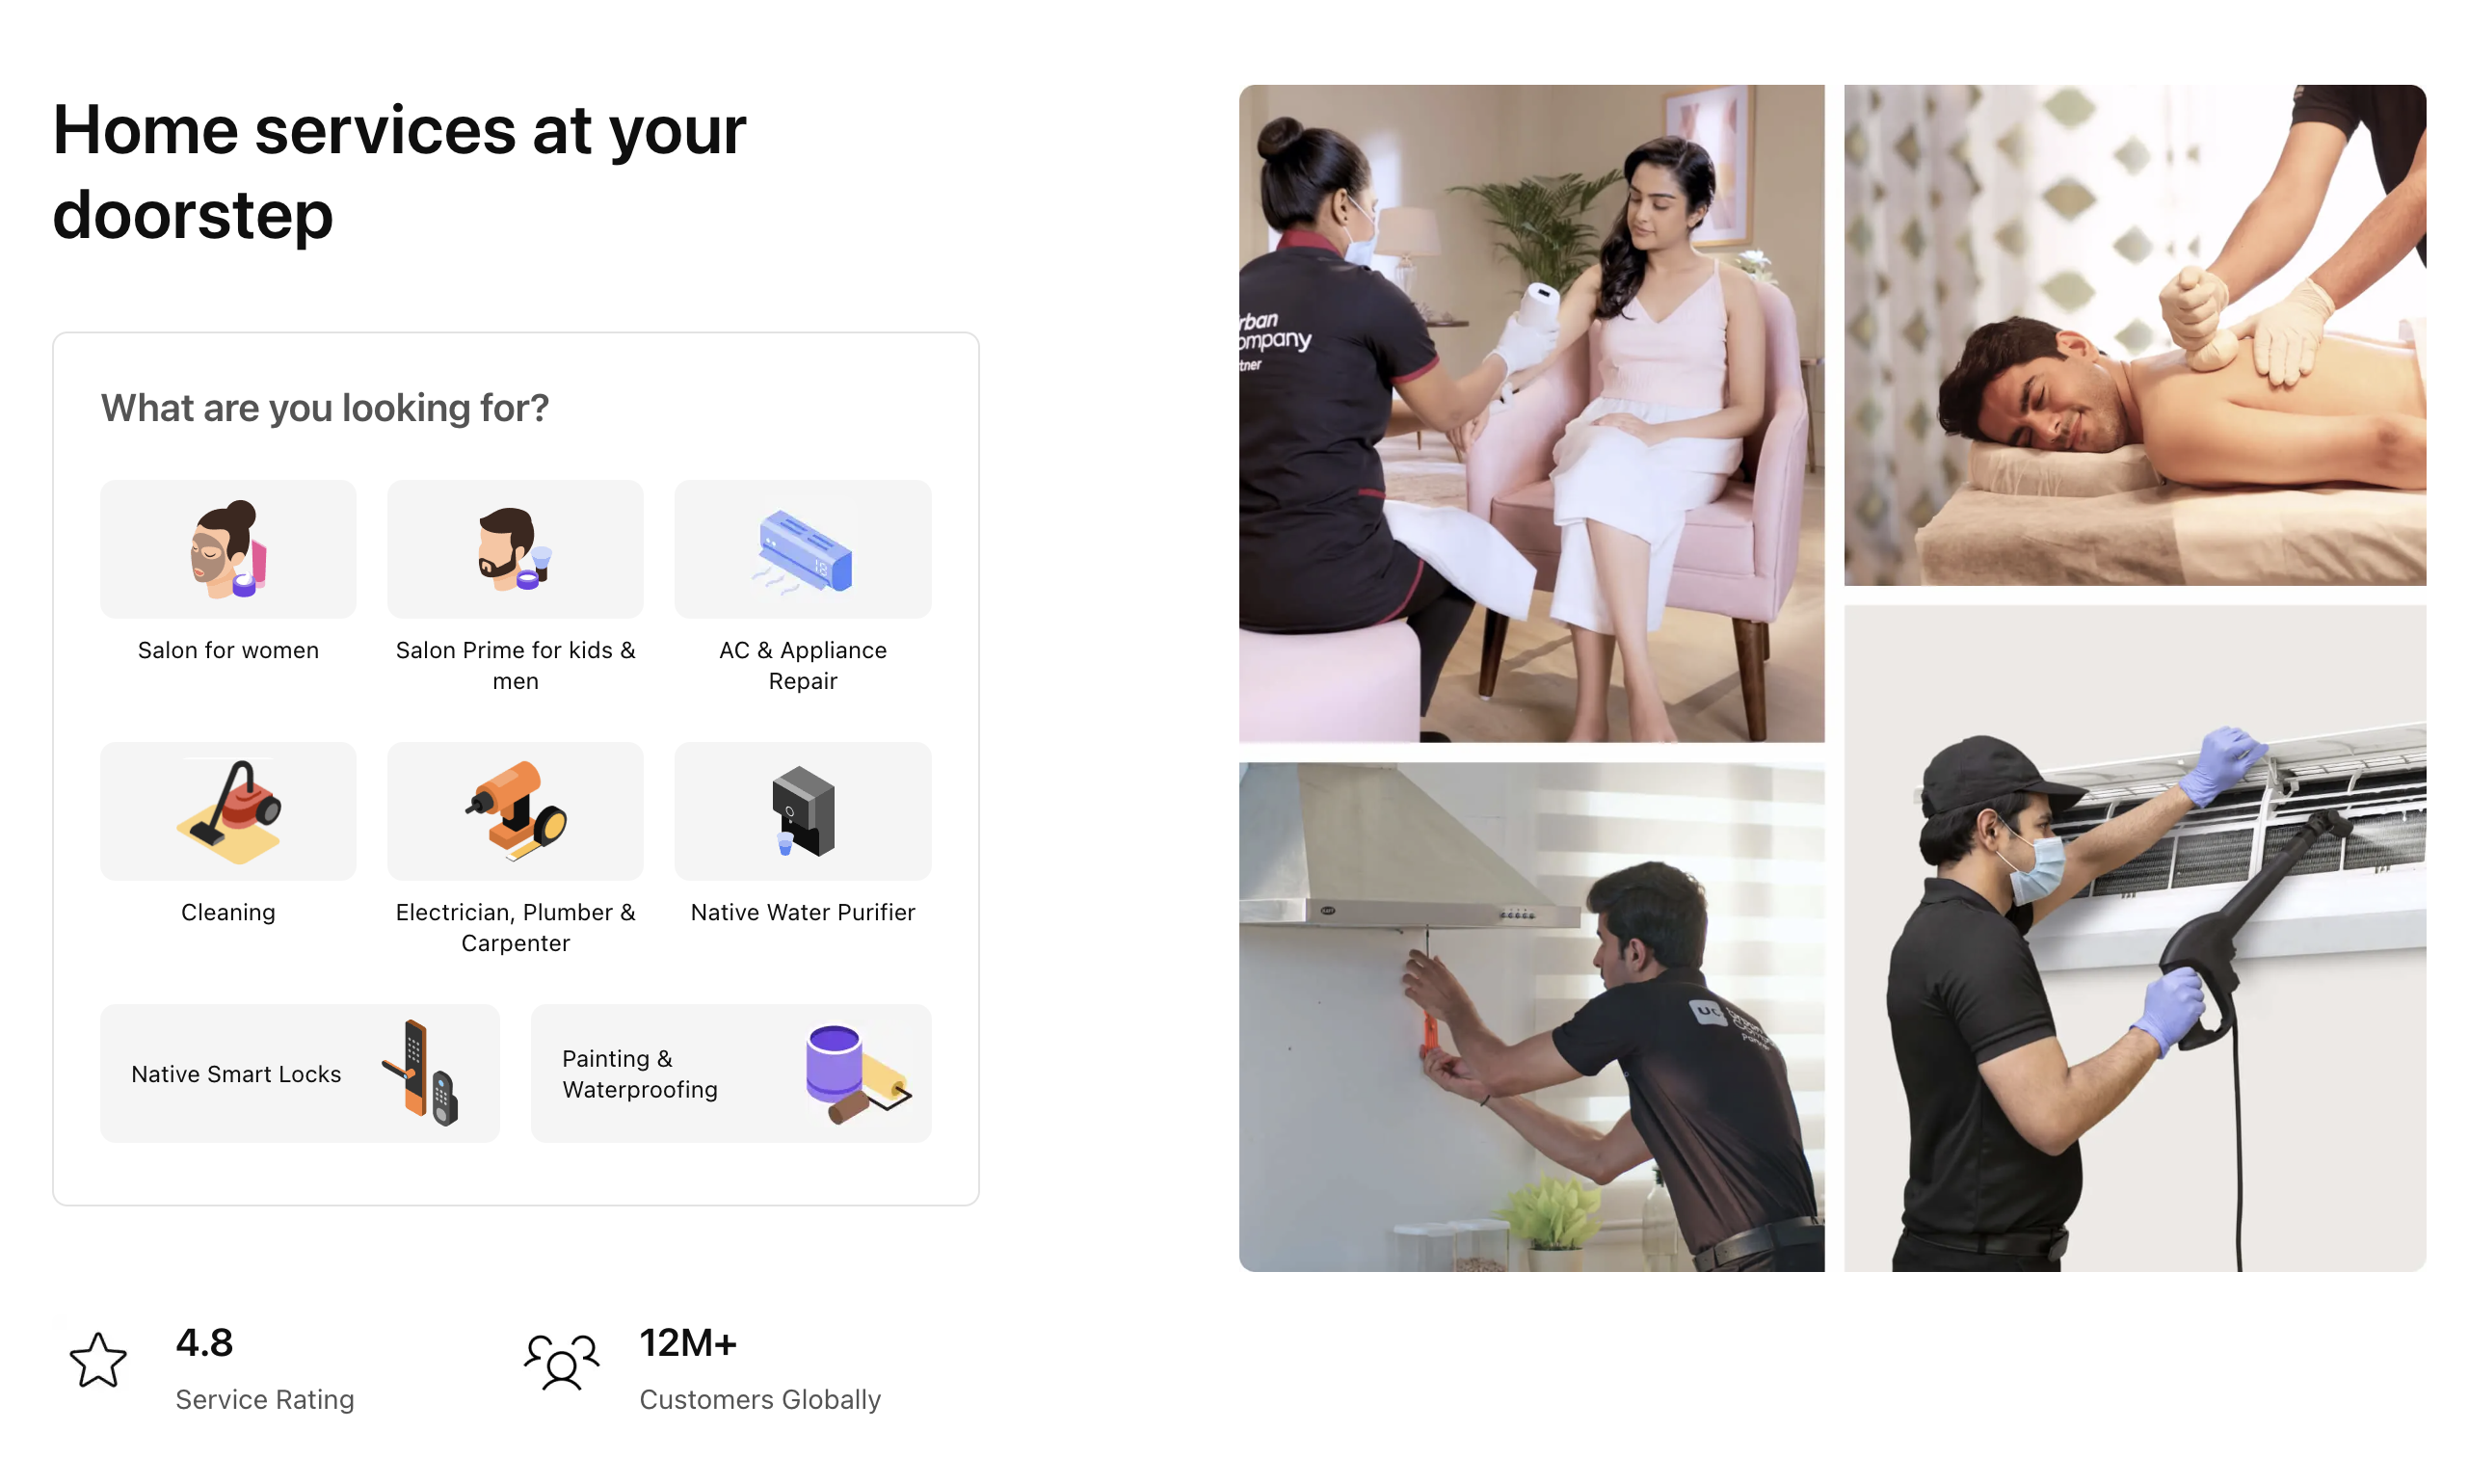 Home services at your
doorstep
What are you looking for?
Salon for women
Salon Prime for kids &
men
AC & Appliance
Repair
Cleaning
Electrician, Plumber &
Carpenter
Native Water Purifier
Native Smart Locks
Painting &
Waterproofing
4.8
Service Rating
12M+
Customers Globally
rban
ompany
tner
UC